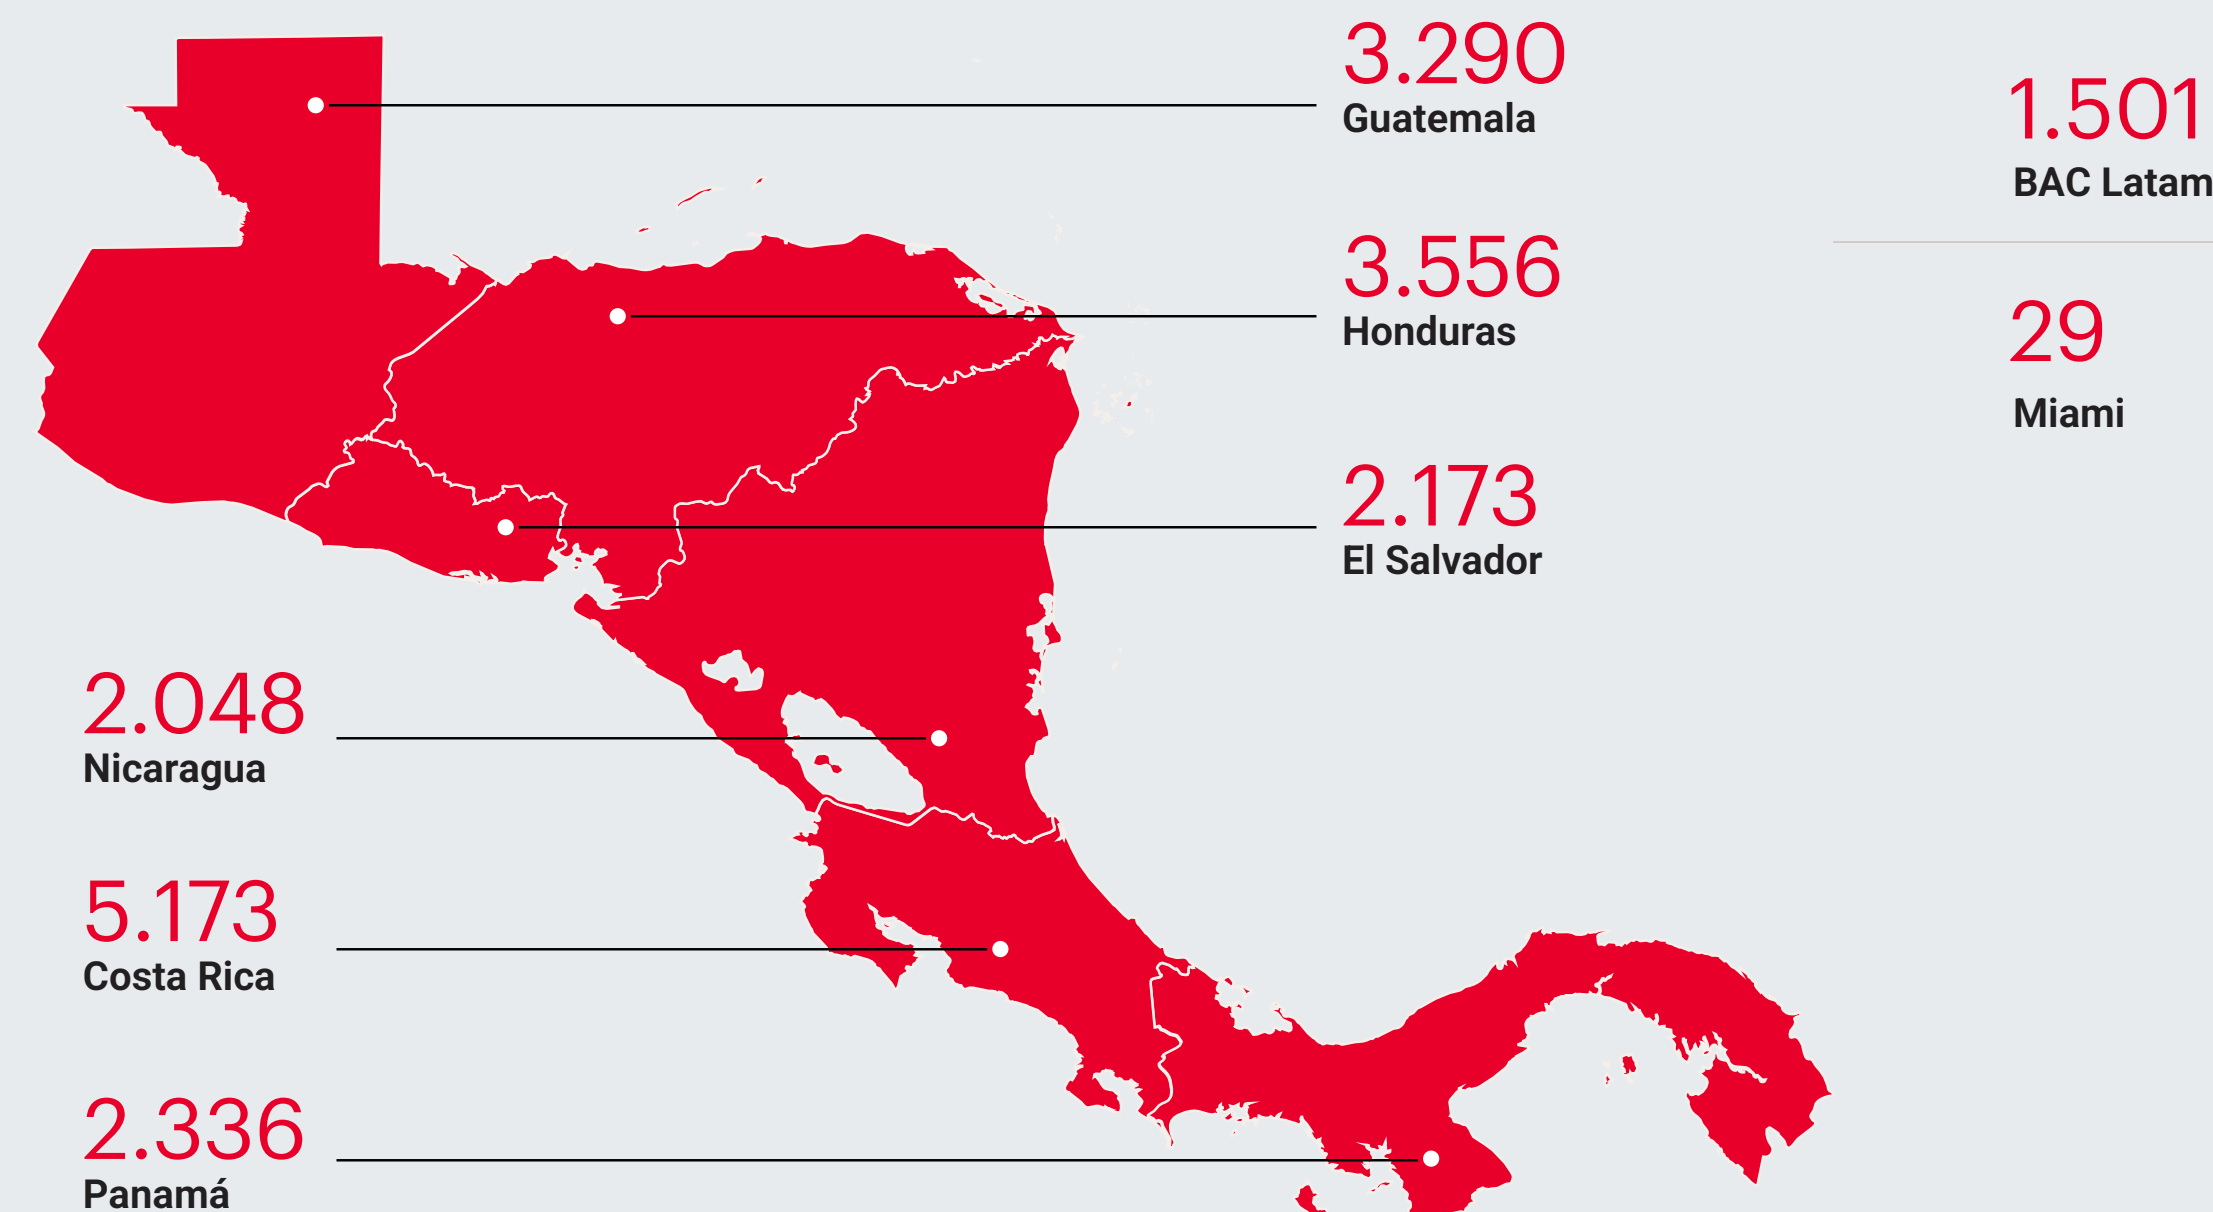 3.290
Guatemala
3.556
Honduras
2.173
El Salvador
2.048
Nicaragua
5.173
Costa Rica
2.336
Panamá
1.501
BAC Latam
29
Miami